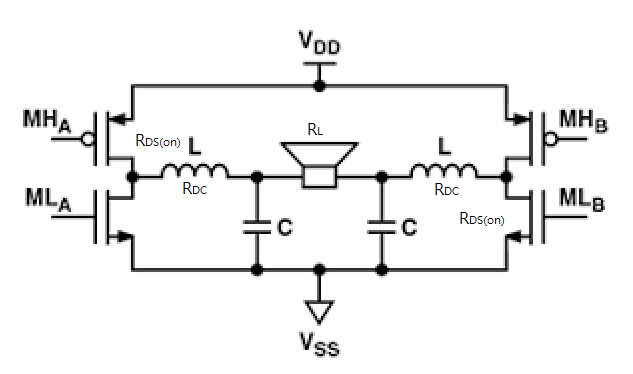 VDD
MHA
MHB
RDS(on)
L
RL
L
RDC
RDC
MLA
MLB
RDS(on)
C
C
VSS